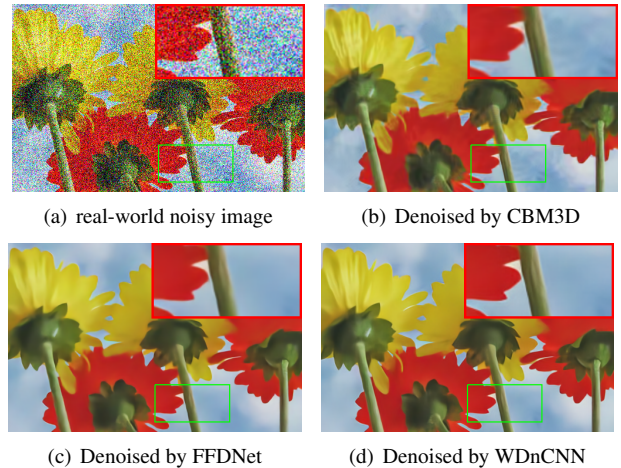 (a) real-world noisy image
(b) Denoised by CBM3D
(c) Denoised by FFDNet
(d) Denoised by WDnCNN